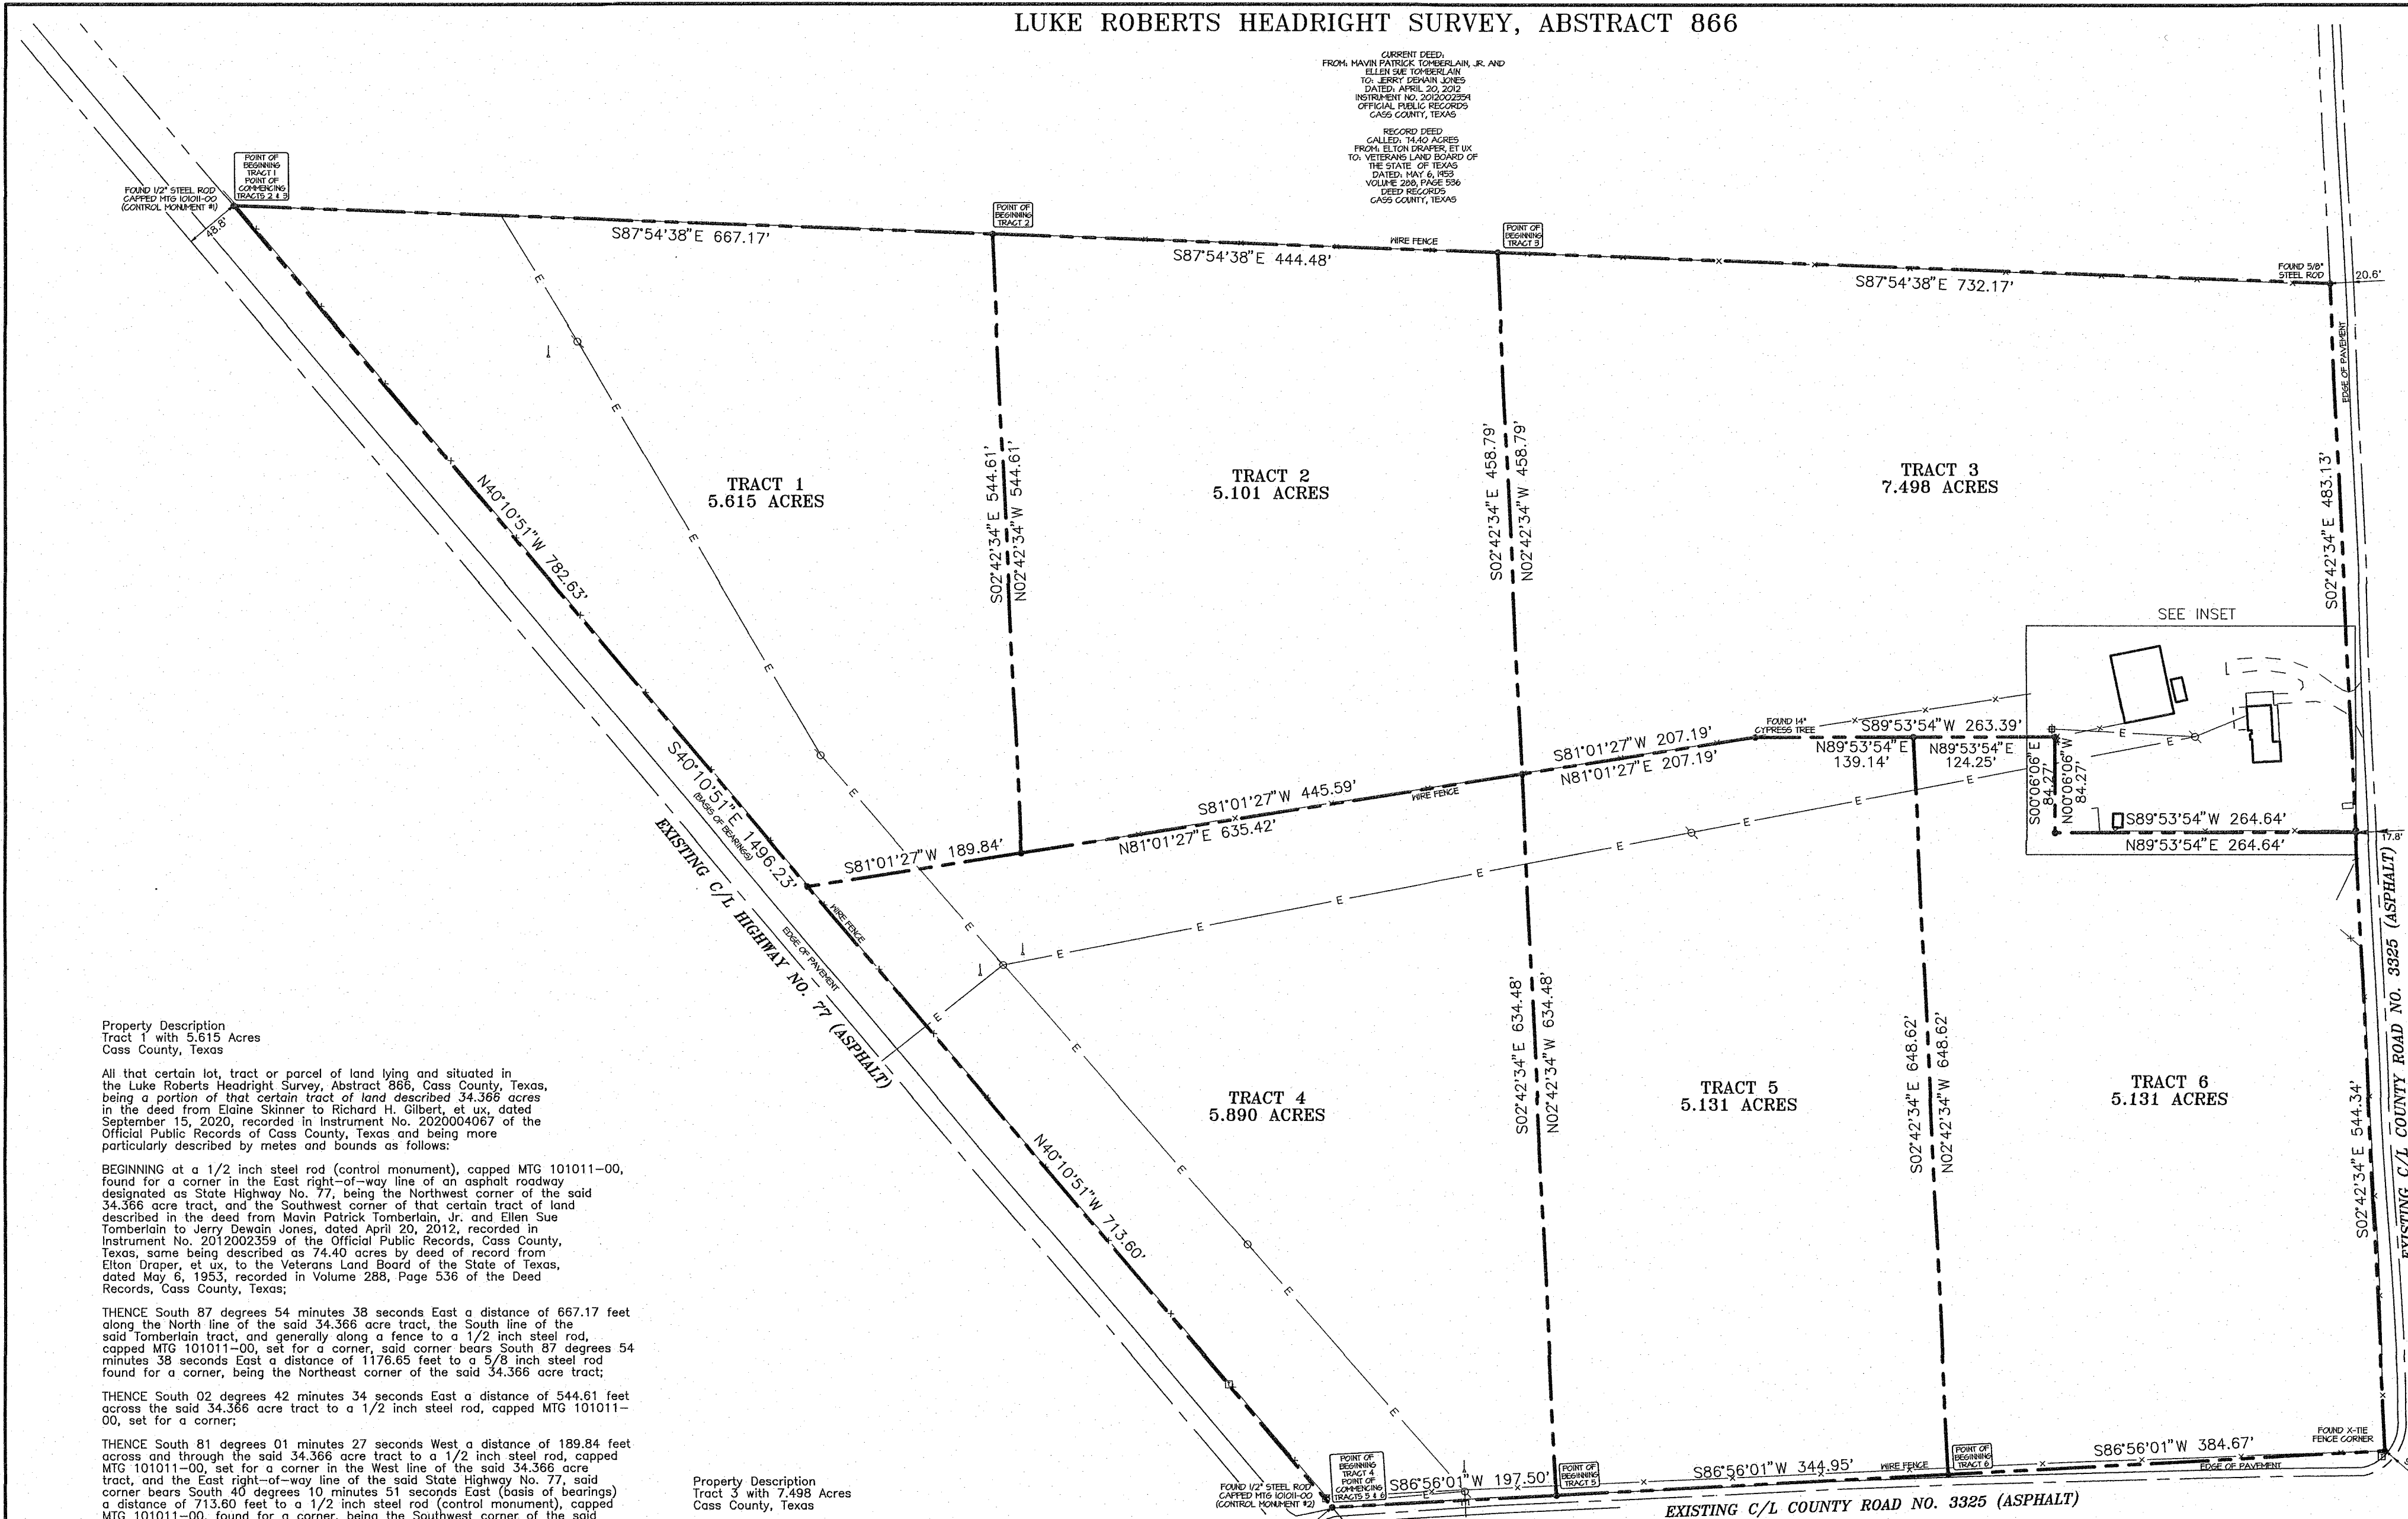 LUKE ROBERTS HEADRIGHT SURVEY, ABSTRACT 866
CURRENT DEED:
FROM: MAVIN PATRICK TOMBERLAIN, JR. AND
ELLEN SUE TOMBERLAIN
TO: JERRY DEWAIN JONES
DATED: APRIL 20, 2012
INSTRUMENT NO. 2012002359
OFFICIAL PUBLIC RECORDS
CASS COUNTY, TEXAS
RECORD DEED
CALLED: 74.40 ACRES
FROM: ELTON DRAPER, ET UX
TO: VETERANS LAND BOARD OF
THE STATE OF TEXAS
DATED: MAY 6, 1953
VOLUME 288, PAGE 536
DEED RECORDS
CASS COUNTY, TEXAS
POINT OF
BEGINNING
TRACT 1
POINT OF
COMMENCING
TRACTS 2 & 3
FOUND 1/2" STEEL ROD
CAPPED MTG 101011-00
(CONTROL MONUMENT #1)
48.8'
S87°54'38"E 667.17'
POINT OF
BEGINNING
TRACT 2
S87°54'38"E 444.48'
WIRE FENCE
POINT OF
BEGINNING
TRACT 3
S87°54'38"E 732.17'
FOUND 5/8"
STEEL ROD
20.6'
EDGE OF PAVEMENT
N40°10'51"W 782.63'
TRACT 1
5.615 ACRES
S02°42'34"E 544.61'
N02°42'34"W 544.61'
TRACT 2
5.101 ACRES
S02°42'34"E 458.79'
N02°42'34"W 458.79'
TRACT 3
7.498 ACRES
S02°42'34"E 483.13'
SEE INSET
S40°10'51"E 1496.23'
(BASIS OF BEARINGS)
EXISTING C/L HIGHWAY NO. 77 (ASPHALT)
EDGE OF PAVEMENT
WIRE FENCE
S81°01'27"W 189.84'
S81°01'27"W 445.59'
N81°01'27"E 635.42'
WIRE FENCE
S81°01'27"W 207.19'
N81°01'27"E 207.19'
FOUND 14"
CYPRESS TREE
S89°53'54"W 263.39'
N89°53'54"E
139.14'
N89°53'54"E
124.25'
S00°06'06"E
84.27'
N00°06'06"W
84.27'
S89°53'54"W 264.64'
N89°53'54"E 264.64'
17.8'
EXISTING C/L COUNTY ROAD NO. 3325 (ASPHALT)
N40°10'51"W 713.60'
TRACT 4
5.890 ACRES
S02°42'34"E 634.48'
N02°42'34"W 634.48'
TRACT 5
5.131 ACRES
S02°42'34"E 648.62'
N02°42'34"W 648.62'
TRACT 6
5.131 ACRES
S02°42'34"E 544.34'
FOUND 1/2" STEEL ROD
CAPPED MTG 101011-00
(CONTROL MONUMENT #2)
POINT OF
BEGINNING
TRACT 4
POINT OF
COMMENCING
TRACTS 5 & 6
S86°56'01"W 197.50'
POINT OF
BEGINNING
TRACT 5
S86°56'01"W 344.95'
WIRE FENCE
POINT OF
BEGINNING
TRACT 6
S86°56'01"W 384.67'
EDGE OF PAVEMENT
FOUND X-TIE
FENCE CORNER
EXISTING C/L COUNTY ROAD NO. 3325 (ASPHALT)
Property Description
Tract 1 with 5.615 Acres
Cass County, Texas
All that certain lot, tract or parcel of land lying and situated in
the Luke Roberts Headright Survey, Abstract 866, Cass County, Texas,
being a portion of that certain tract of land described 34.366 acres
in the deed from Elaine Skinner to Richard H. Gilbert, et ux, dated
September 15, 2020, recorded in Instrument No. 2020004067 of the
Official Public Records of Cass County, Texas and being more
particularly described by metes and bounds as follows:
BEGINNING at a 1/2 inch steel rod (control monument), capped MTG 101011-00,
found for a corner in the East right-of-way line of an asphalt roadway
designated as State Highway No. 77, being the Northwest corner of the said
34.366 acre tract, and the Southwest corner of that certain tract of land
described in the deed from Mavin Patrick Tomberlain, Jr. and Ellen Sue
Tomberlain to Jerry Dewain Jones, dated April 20, 2012, recorded in
Instrument No. 2012002359 of the Official Public Records, Cass County,
Texas, same being described as 74.40 acres by deed of record from
Elton Draper, et ux, to the Veterans Land Board of the State of Texas,
dated May 6, 1953, recorded in Volume 288, Page 536 of the Deed
Records, Cass County, Texas;
THENCE South 87 degrees 54 minutes 38 seconds East a distance of 667.17 feet
along the North line of the said 34.366 acre tract, the South line of the
said Tomberlain tract, and generally along a fence to a 1/2 inch steel rod,
capped MTG 101011-00, set for a corner, said corner bears South 87 degrees 54
minutes 38 seconds East a distance of 1176.65 feet to a 5/8 inch steel rod
found for a corner, being the Northeast corner of the said 34.366 acre tract;
THENCE South 02 degrees 42 minutes 34 seconds East a distance of 544.61 feet
across the said 34.366 acre tract to a 1/2 inch steel rod, capped MTG 101011-
00, set for a corner;
THENCE South 81 degrees 01 minutes 27 seconds West a distance of 189.84 feet
across and through the said 34.366 acre tract to a 1/2 inch steel rod, capped
MTG 101011-00, set for a corner in the West line of the said 34.366 acre
tract, and the East right-of-way line of the said State Highway No. 77, said
corner bears South 40 degrees 10 minutes 51 seconds East (basis of bearings)
a distance of 713.60 feet to a 1/2 inch steel rod (control monument), capped
MTG 101011-00, found for a corner, being the Southwest corner of the said
Property Description
Tract 3 with 7.498 Acres
Cass County, Texas